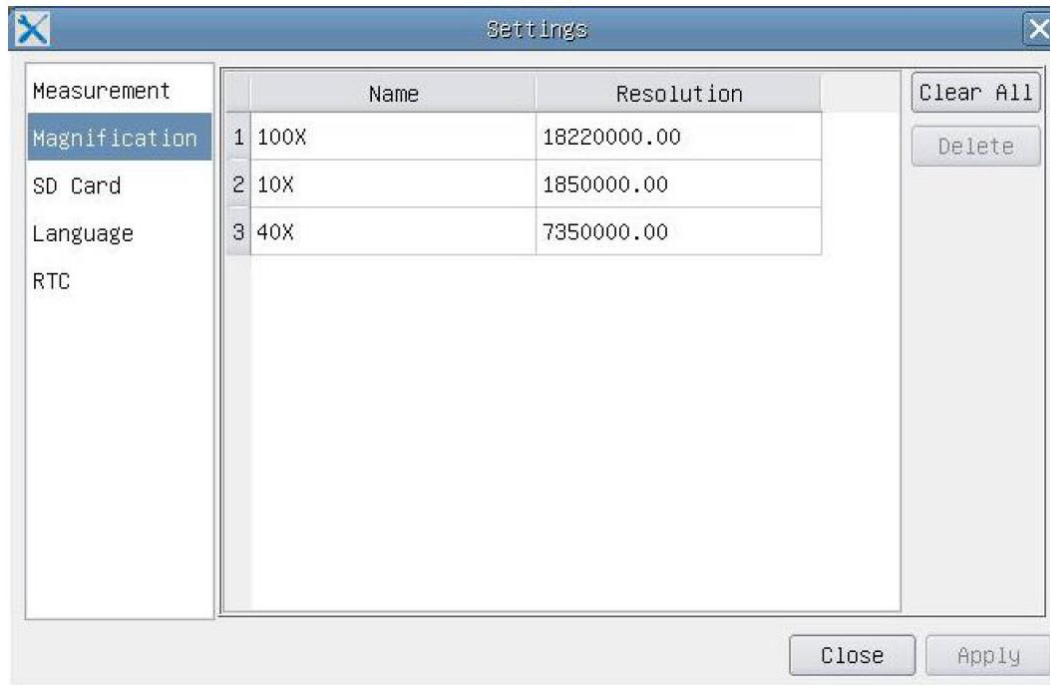 Settings
Measurement
Magnification
SD Card
Language
RTC
Name Resolution
1 100X 18220000.00
2 10X 1850000.00
3 40X 7350000.00
Clear All
Delete
Close Apply